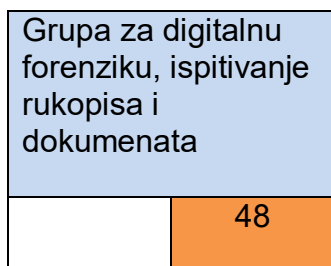 Grupa za digitalnu
forenziku, ispitivanje
rukopisa i
dokumenata
48